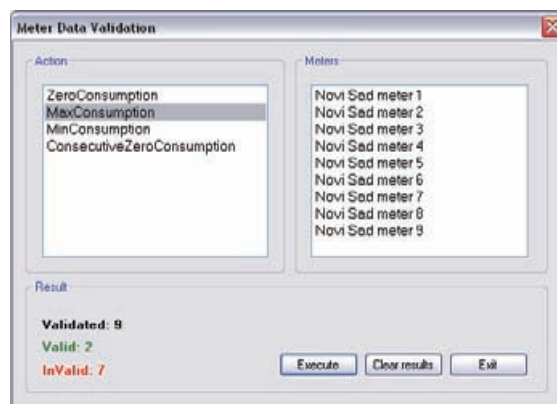 Meter Data Validation
Action
ZeroConsumption
MaxConsumption
MinConsumption
ConsecutiveZeroConsumption
Meters
Novi Sad meter 1
Novi Sad meter 2
Novi Sad meter 3
Novi Sad meter 4
Novi Sad meter 5
Novi Sad meter 6
Novi Sad meter 7
Novi Sad meter 8
Novi Sad meter 9
Result
Validated: 9
Valid: 2
InValid: 7
Execute
Clear results
Exit